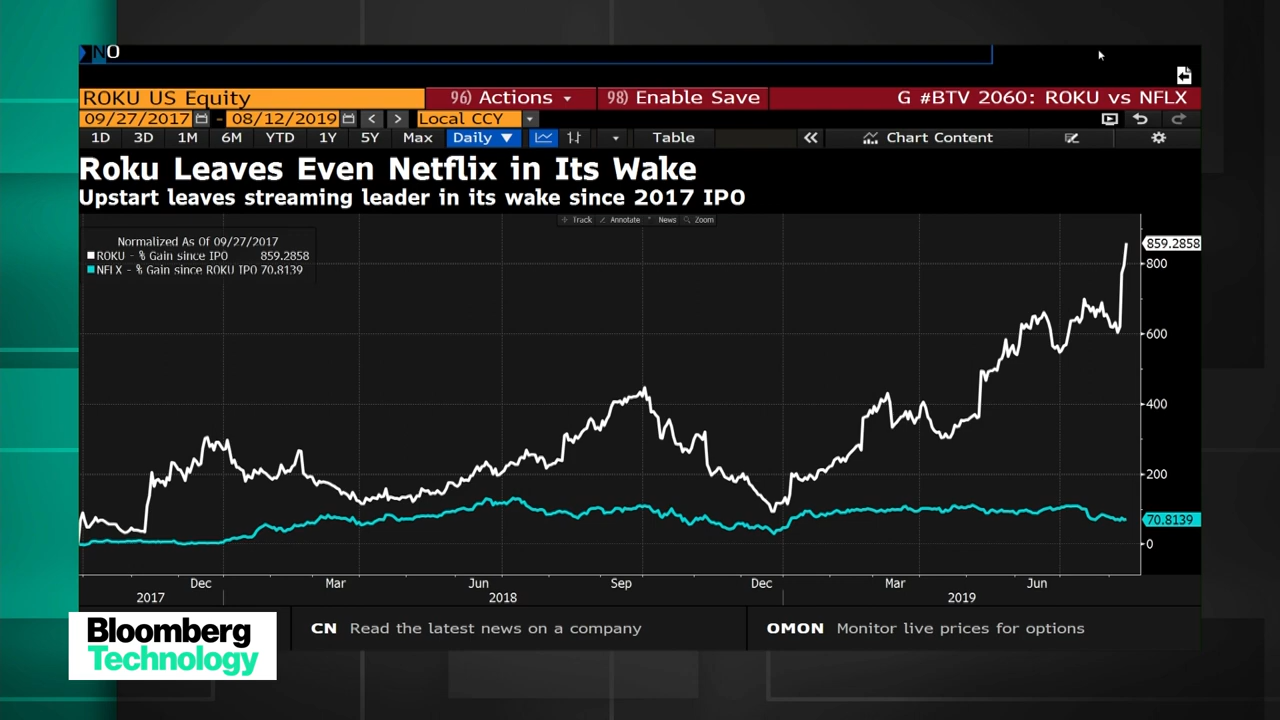 NO
ROKU US Equity 96) Actions 98) Enable Save G #BTV 2060: ROKU vs NFLX
09/27/2017 - 08/12/2019 < > Local CCY
1D 3D 1M 6M YTD 1Y 5Y Max Daily ▼ Table « Chart Content
Roku Leaves Even Netflix in Its Wake
Upstart leaves streaming leader in its wake since 2017 IPO
Track Annotate News Zoom
Normalized As Of 09/27/2017
ROKU - % Gain since IPO 859.2858
NFLX - % Gain since ROKU IPO 70.8139
859.2858
800
600
400
200
70.8139
0
Dec Mar Jun Sep Dec Mar Jun
2017 2018 2019
CN Read the latest news on a company OMON Monitor live prices for options
Bloomberg
Technology